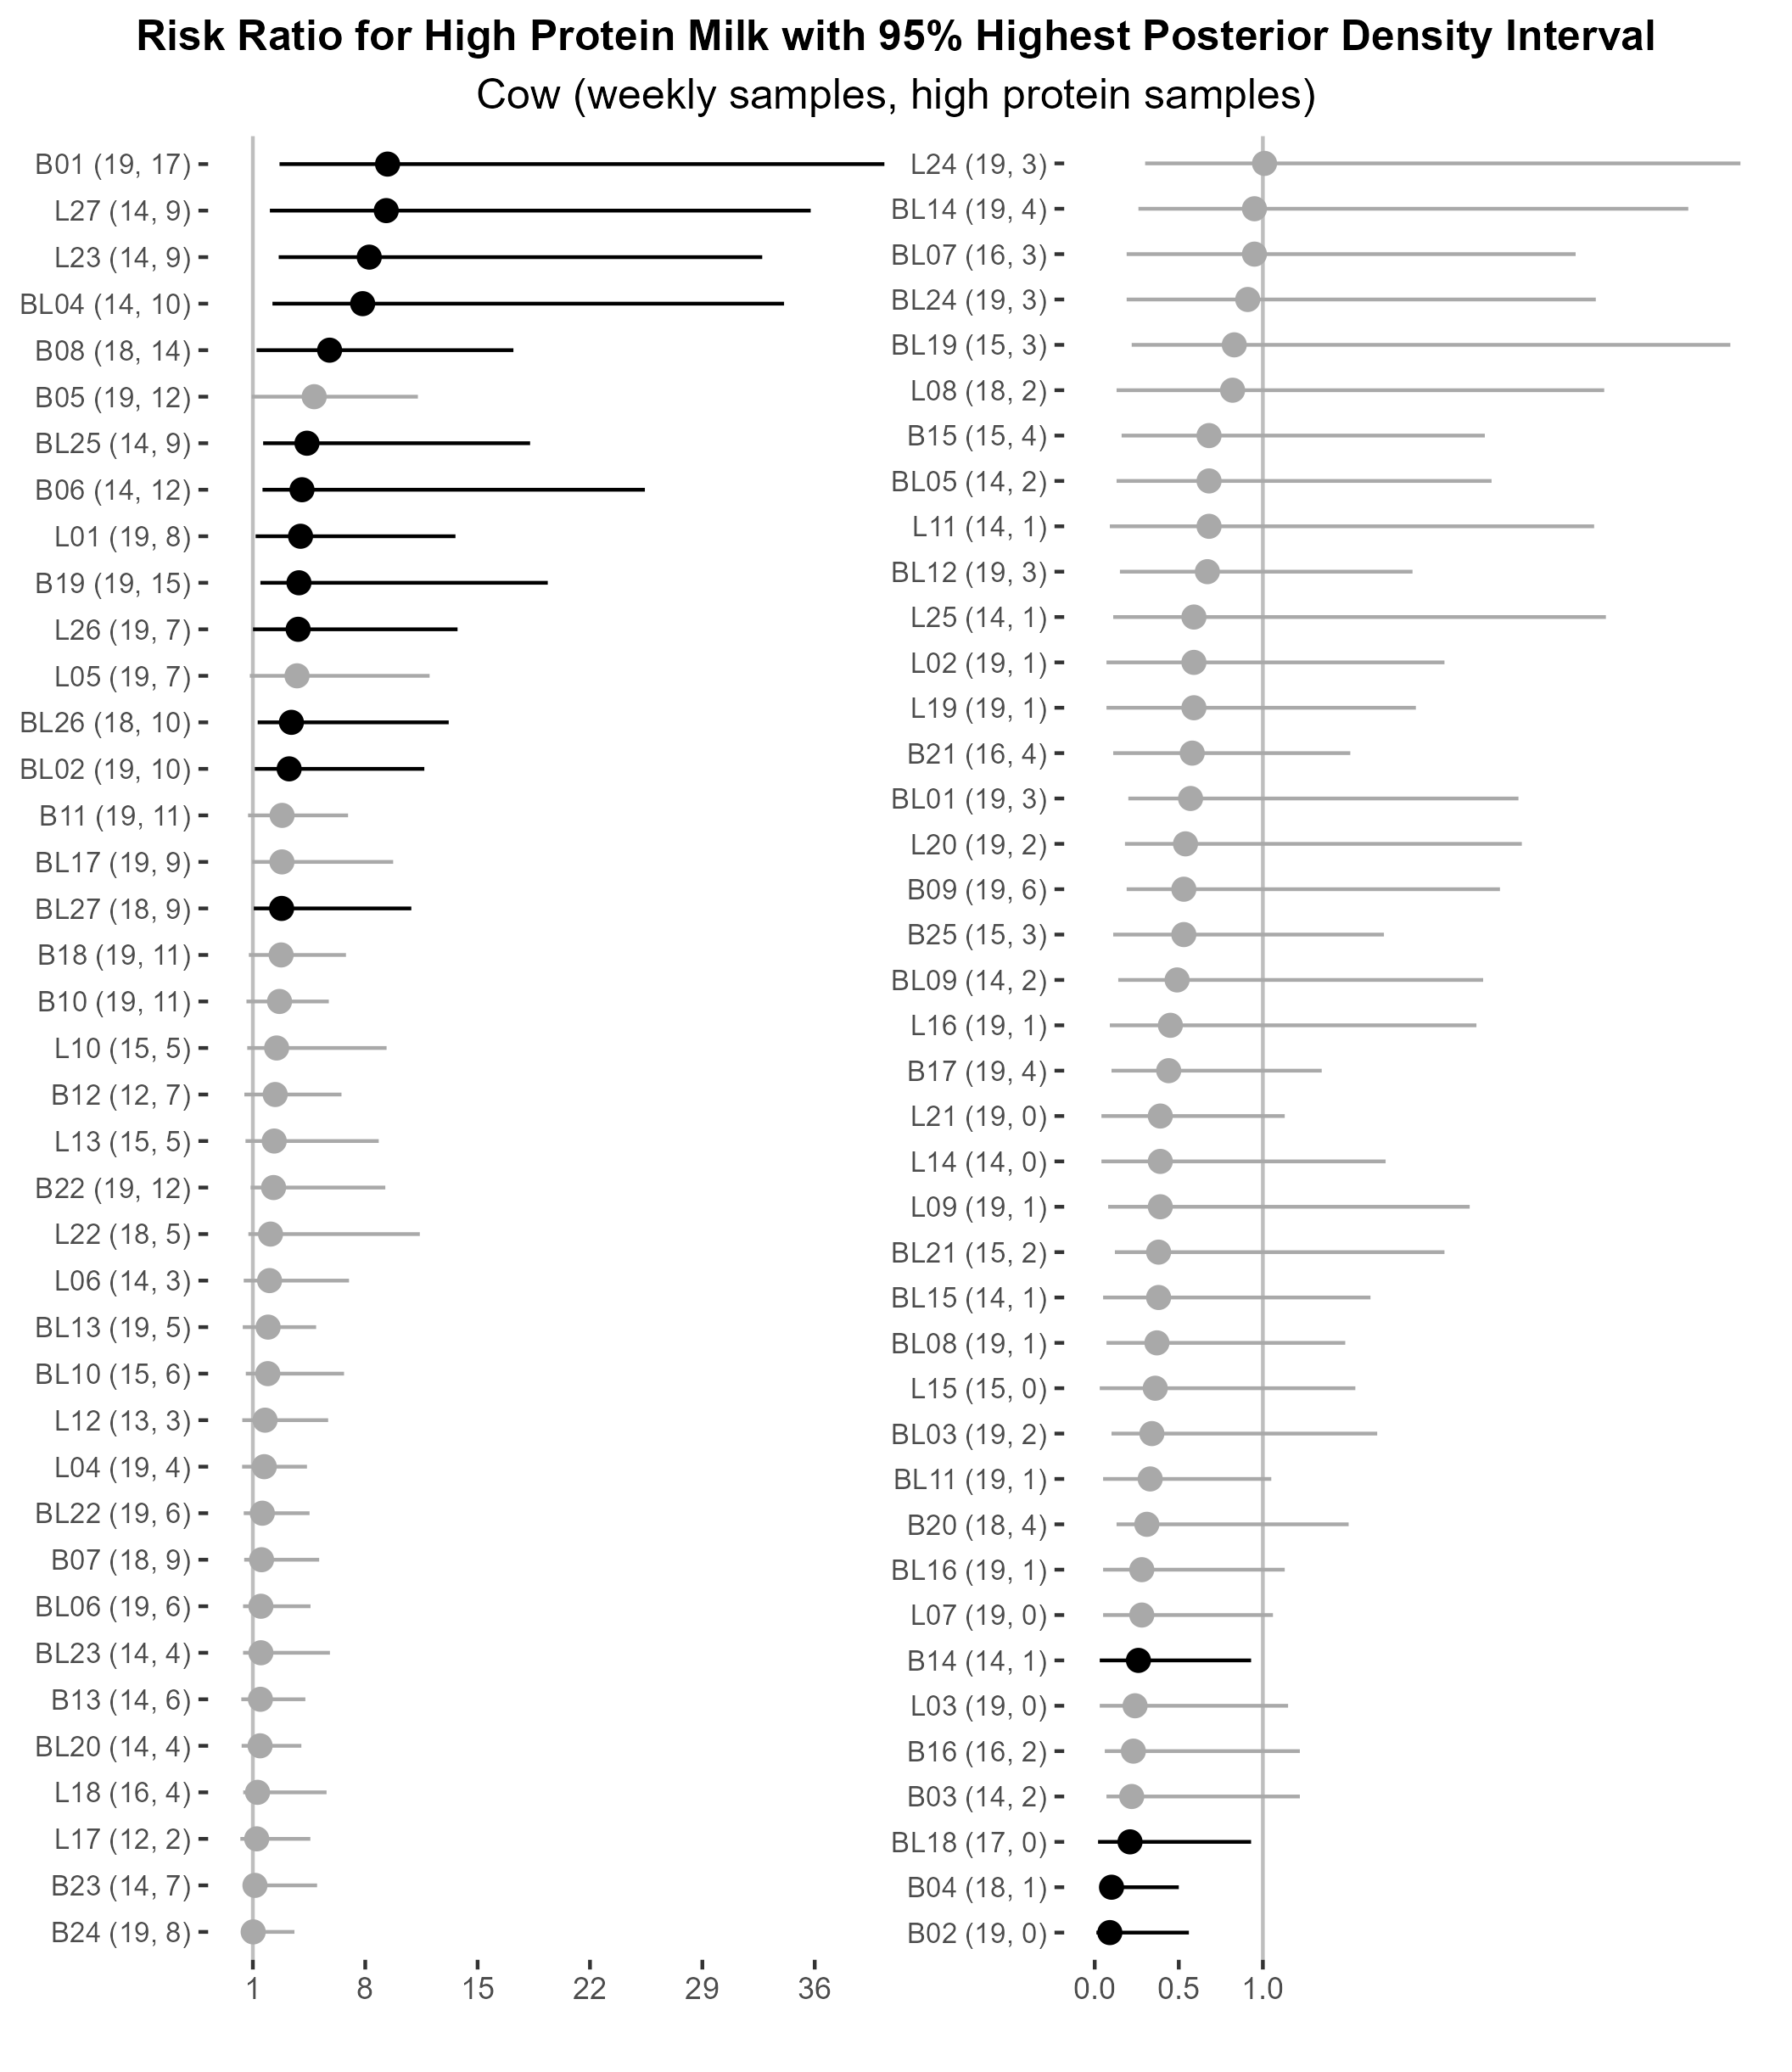 Risk Ratio for High Protein Milk with 95% Highest Posterior Density Interval
Cow (weekly samples, high protein samples)
B01 (19, 17)
L27 (14, 9)
L23 (14, 9)
BL04 (14, 10)
B08 (18, 14)
B05 (19, 12)
BL25 (14, 9)
B06 (14, 12)
L01 (19, 8)
B19 (19, 15)
L26 (19, 7)
L05 (19, 7)
BL26 (18, 10)
BL02 (19, 10)
B11 (19, 11)
BL17 (19, 9)
BL27 (18, 9)
B18 (19, 11)
B10 (19, 11)
L10 (15, 5)
B12 (12, 7)
L13 (15, 5)
B22 (19, 12)
L22 (18, 5)
L06 (14, 3)
BL13 (19, 5)
BL10 (15, 6)
L12 (13, 3)
L04 (19, 4)
BL22 (19, 6)
B07 (18, 9)
BL06 (19, 6)
BL23 (14, 4)
B13 (14, 6)
BL20 (14, 4)
L18 (16, 4)
L17 (12, 2)
B23 (14, 7)
B24 (19, 8)
1 8 15 22 29 36
L24 (19, 3)
BL14 (19, 4)
BL07 (16, 3)
BL24 (19, 3)
BL19 (15, 3)
L08 (18, 2)
B15 (15, 4)
BL05 (14, 2)
L11 (14, 1)
BL12 (19, 3)
L25 (14, 1)
L02 (19, 1)
L19 (19, 1)
B21 (16, 4)
BL01 (19, 3)
L20 (19, 2)
B09 (19, 6)
B25 (15, 3)
BL09 (14, 2)
L16 (19, 1)
B17 (19, 4)
L21 (19, 0)
L14 (14, 0)
L09 (19, 1)
BL21 (15, 2)
BL15 (14, 1)
BL08 (19, 1)
L15 (15, 0)
BL03 (19, 2)
BL11 (19, 1)
B20 (18, 4)
BL16 (19, 1)
L07 (19, 0)
B14 (14, 1)
L03 (19, 0)
B16 (16, 2)
B03 (14, 2)
BL18 (17, 0)
B04 (18, 1)
B02 (19, 0)
0.0 0.5 1.0